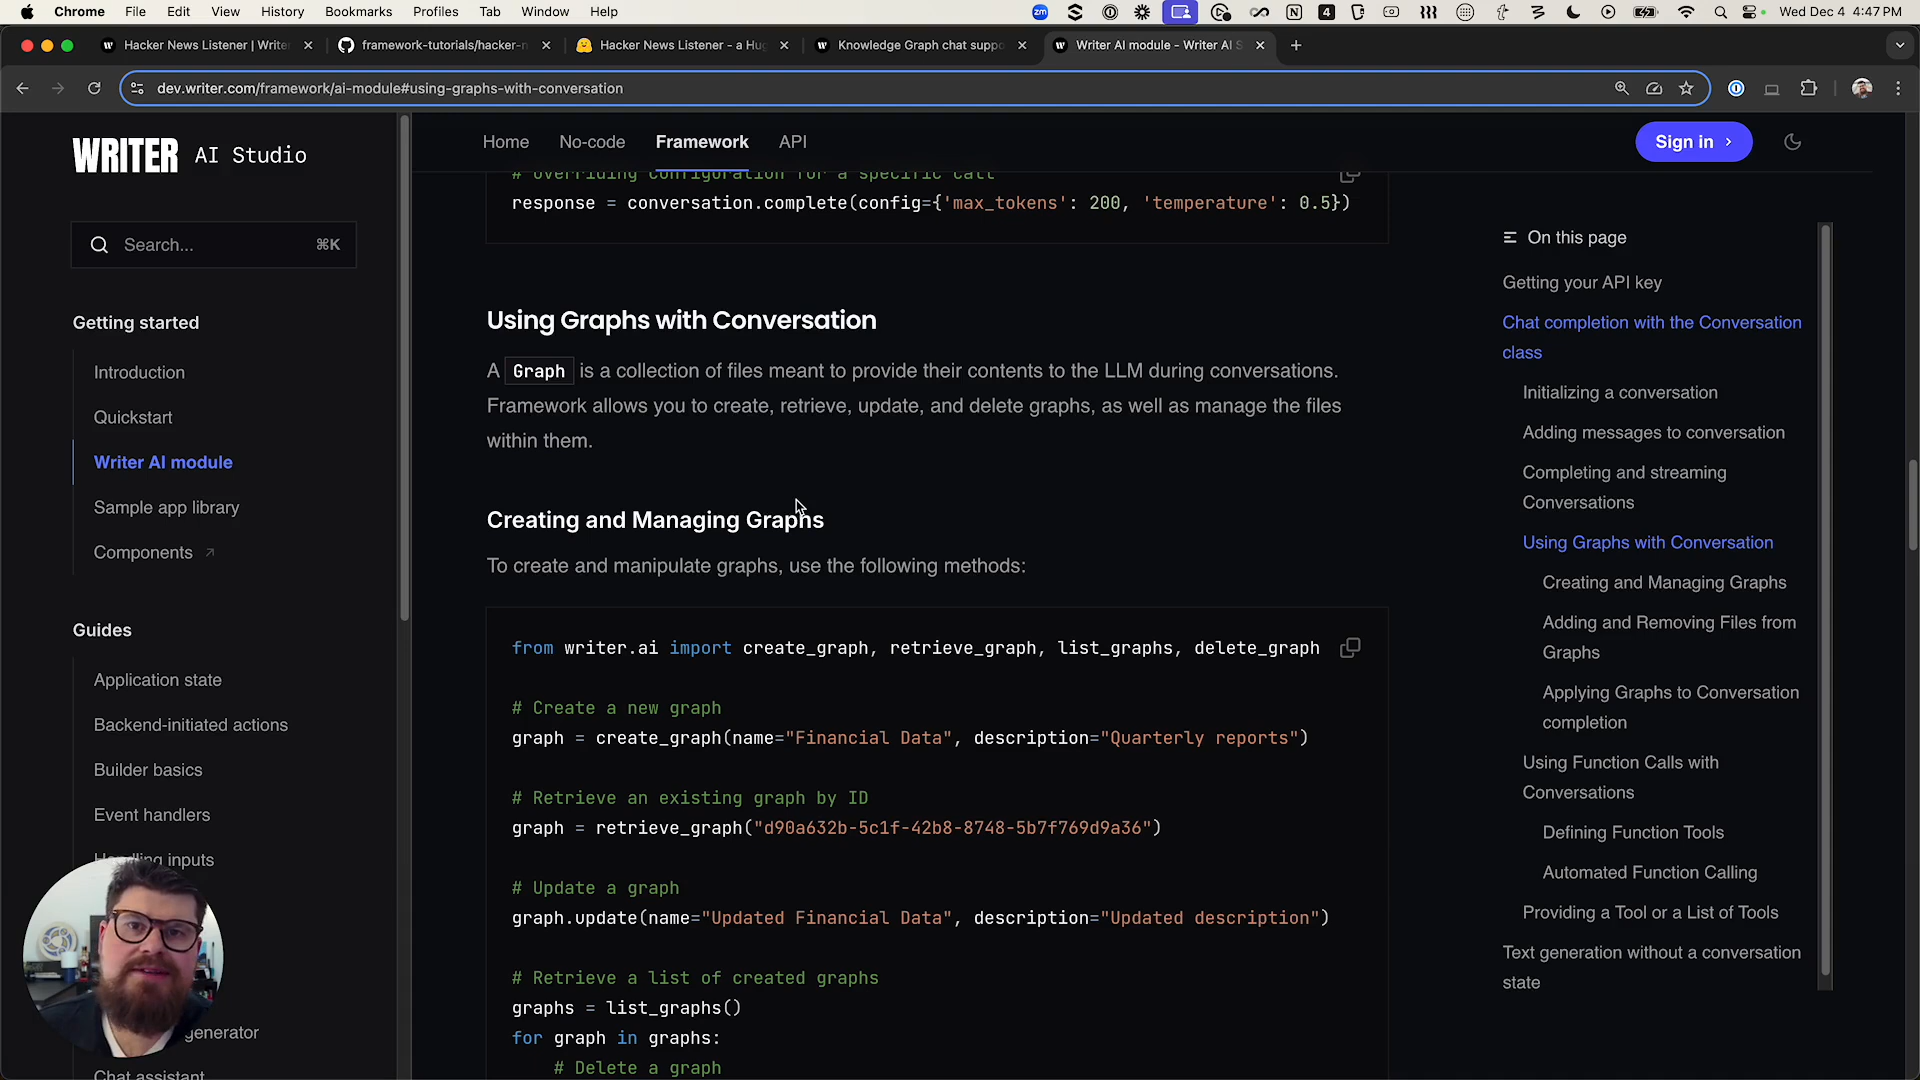 Chrome File Edit View History Bookmarks Profiles Tab Window Help
4 Wed Dec 4 4:47 PM
Hacker News Listener | Write
framework-tutorials/hacker-n
Hacker News Listener - a Hug
Knowledge Graph chat suppo
Writer AI module - Writer AI S
dev.writer.com/framework/ai-module#using-graphs-with-conversation
WRITER AI Studio
Home No-code Framework API
Sign in
Search... ⌘K
Getting started
Introduction
Quickstart
Writer AI module
Sample app library
Components
Guides
Application state
Backend-initiated actions
Builder basics
Event handlers
Handling inputs
generator
Chat assistant
# Overriding configuration for a specific call
response = conversation.complete(config={'max_tokens': 200, 'temperature': 0.5})
Using Graphs with Conversation
A Graph is a collection of files meant to provide their contents to the LLM during conversations.
Framework allows you to create, retrieve, update, and delete graphs, as well as manage the files
within them.
Creating and Managing Graphs
To create and manipulate graphs, use the following methods:
from writer.ai import create_graph, retrieve_graph, list_graphs, delete_graph
# Create a new graph
graph = create_graph(name="Financial Data", description="Quarterly reports")
# Retrieve an existing graph by ID
graph = retrieve_graph("d90a632b-5c1f-42b8-8748-5b7f769d9a36")
# Update a graph
graph.update(name="Updated Financial Data", description="Updated description")
# Retrieve a list of created graphs
graphs = list_graphs()
for graph in graphs:
# Delete a graph
On this page
Getting your API key
Chat completion with the Conversation
class
Initializing a conversation
Adding messages to conversation
Completing and streaming
Conversations
Using Graphs with Conversation
Creating and Managing Graphs
Adding and Removing Files from
Graphs
Applying Graphs to Conversation
completion
Using Function Calls with
Conversations
Defining Function Tools
Automated Function Calling
Providing a Tool or a List of Tools
Text generation without a conversation
state